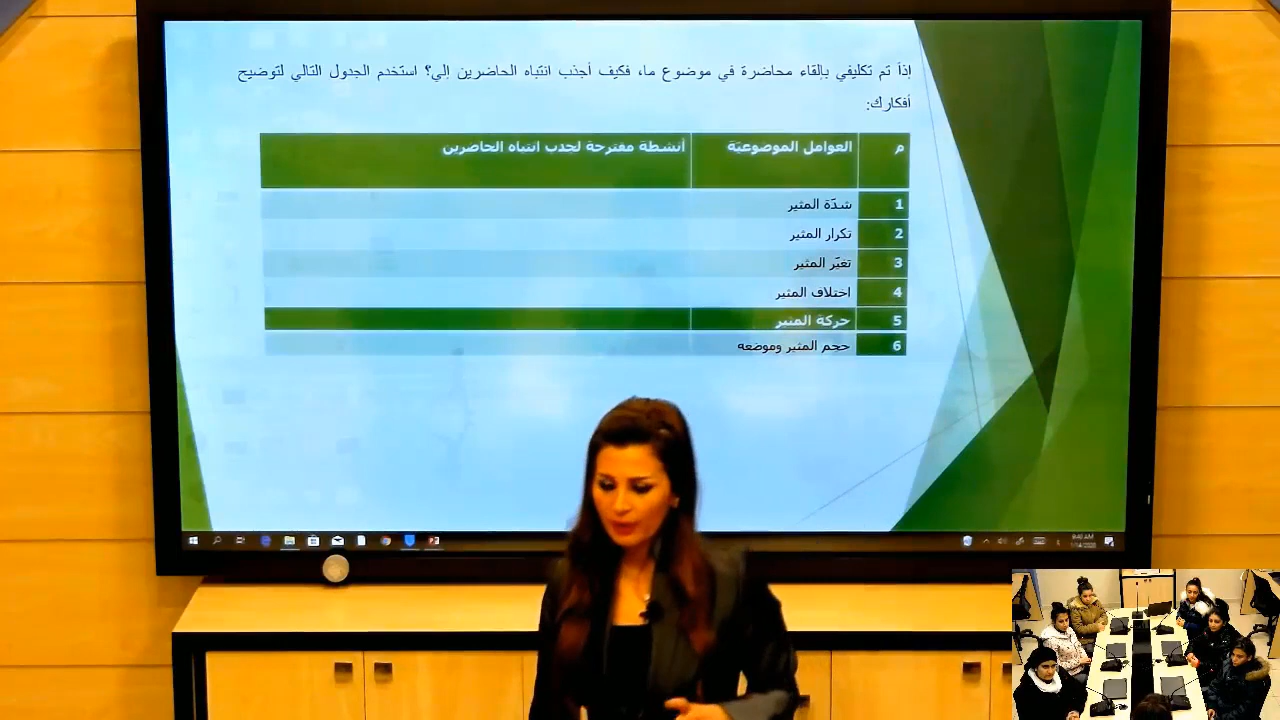 إذا تم تكليفي بإلقاء محاضرة في موضوع ما، فكيف أجذب انتباه الحاضرين إلي؟ استخدم الجدول التالي لتوضيح
أفكارك:
م العوامل الموضوعيّة أنشطة مقترحة لجذب انتباه الحاضرين
1 شدّة المثير
2 تكرار المثير
3 تغيّر المثير
4 اختلاف المثير
5 حركة المثير
6 حجم المثير وموضعه